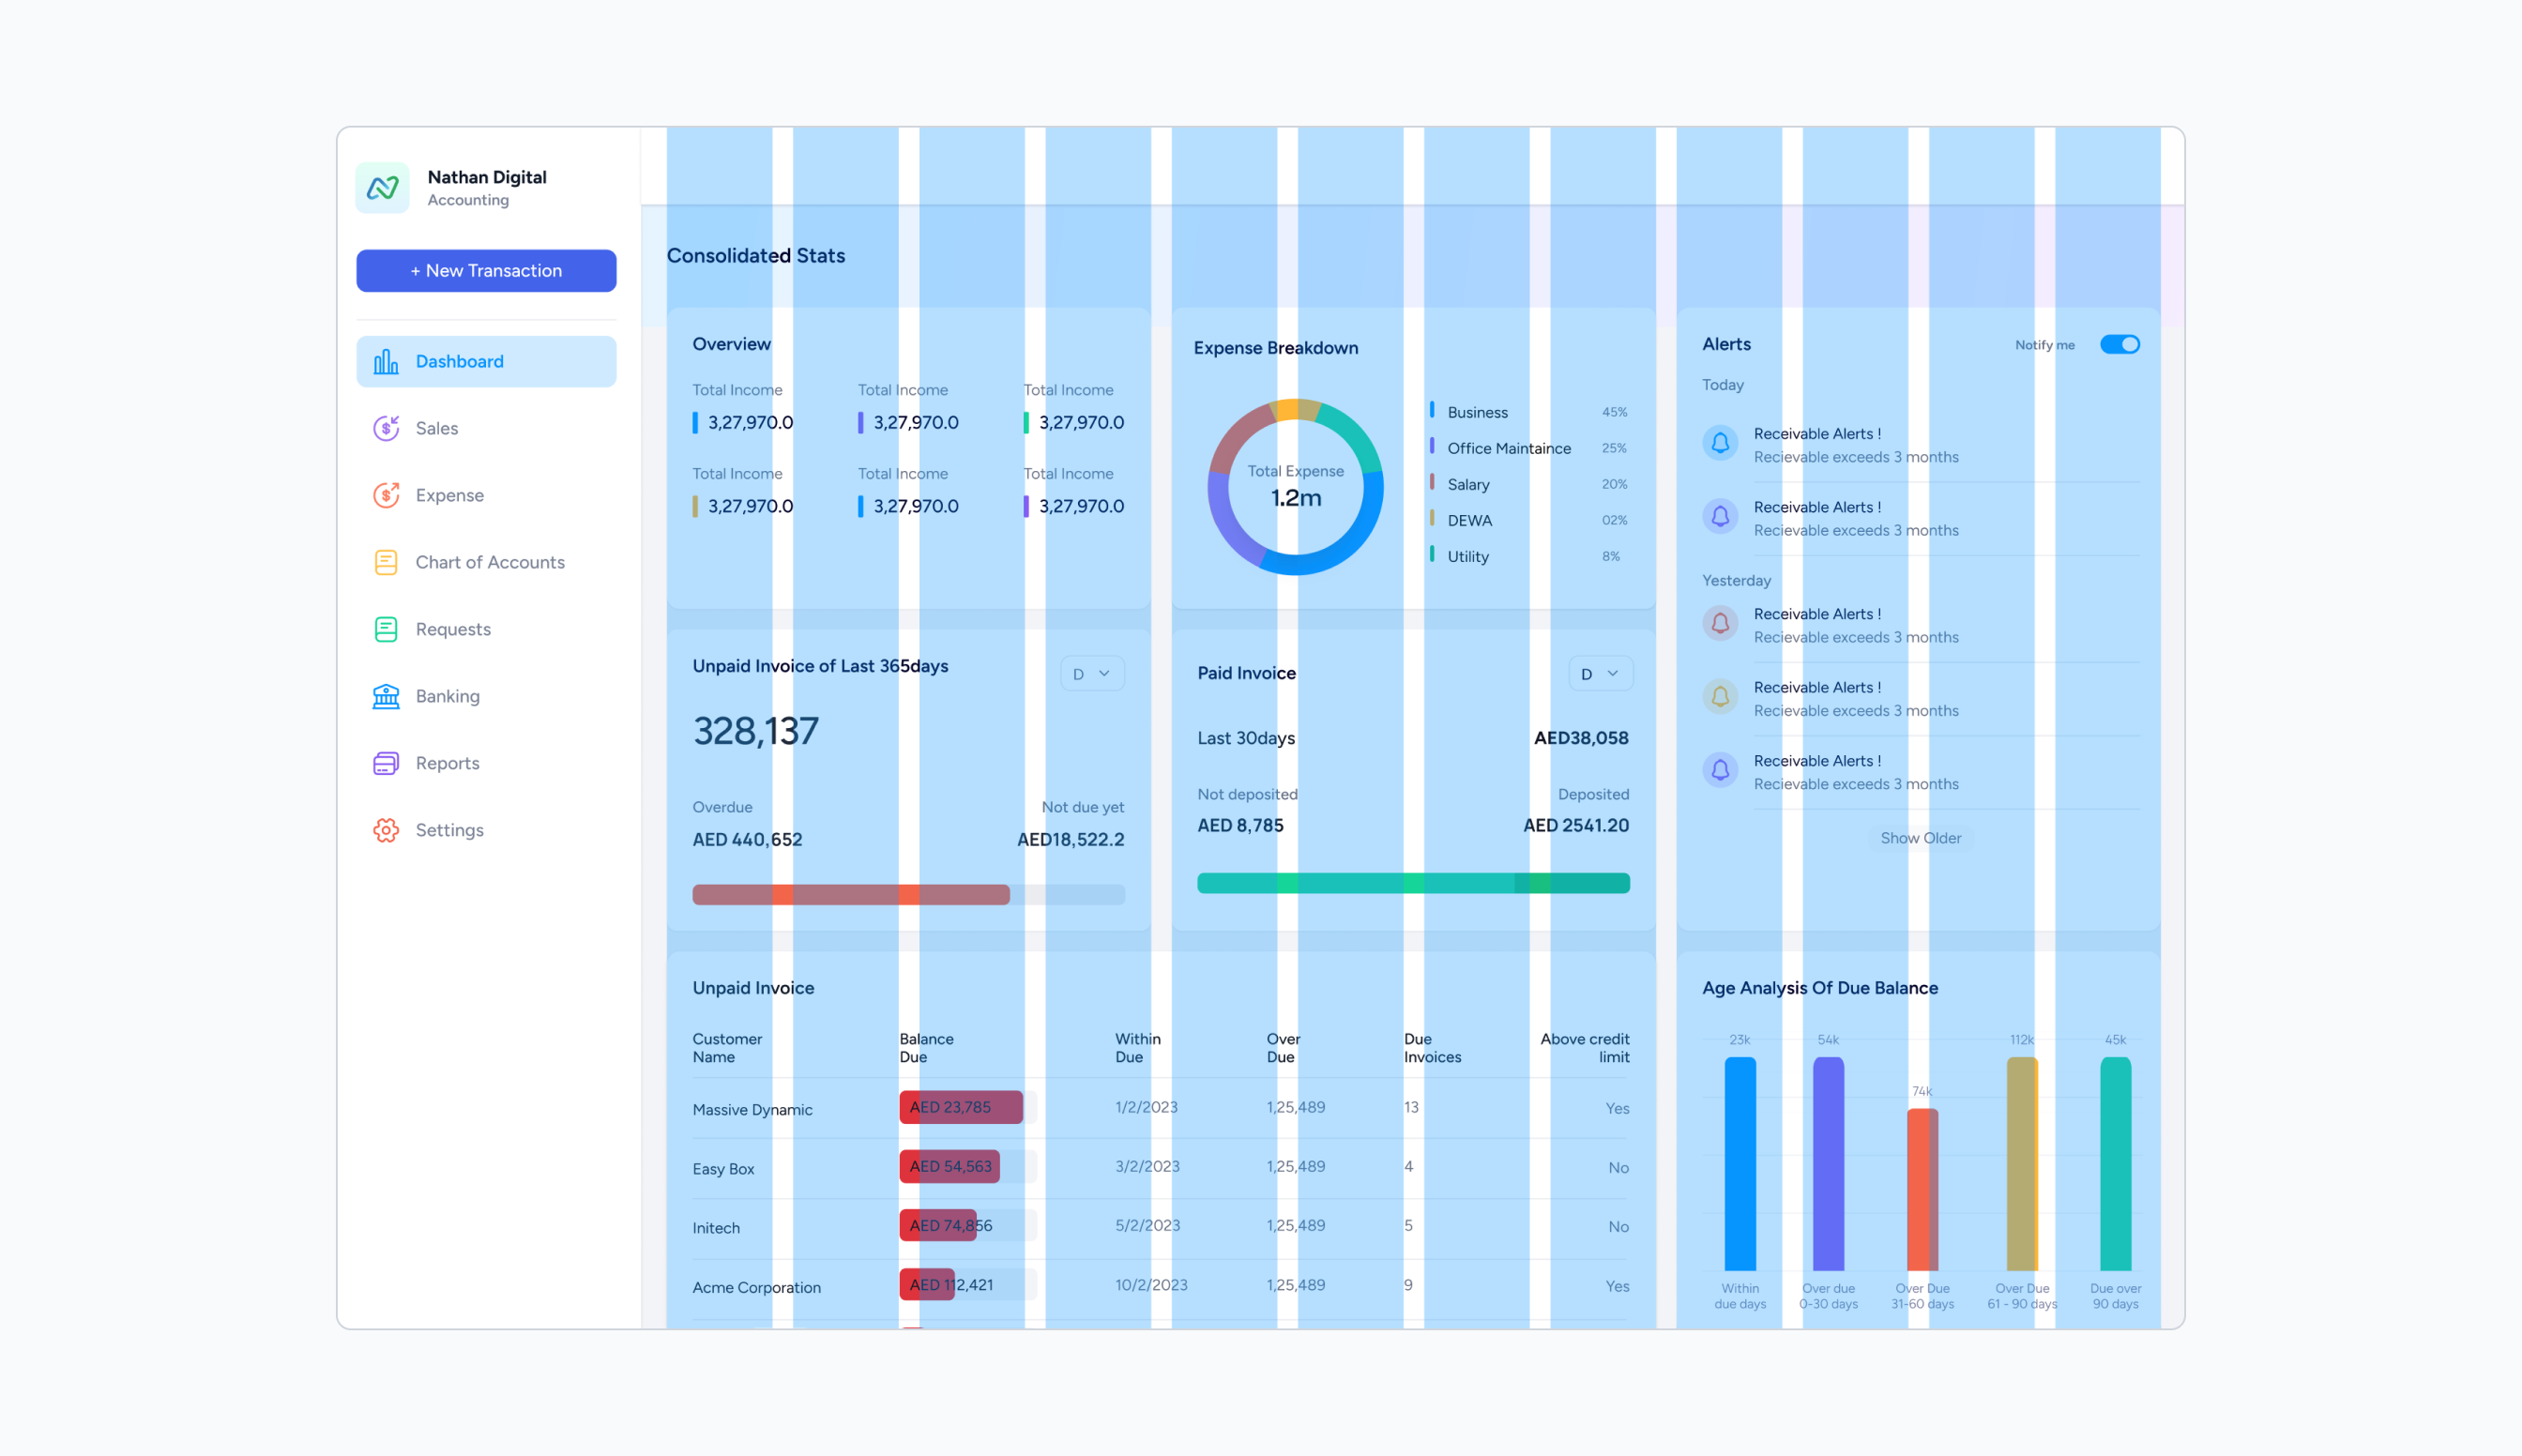 Nathan Digital
Accounting
+ New Transaction
Dashboard
Sales
Expense
Chart of Accounts
Requests
Banking
Reports
Settings
Consolidated Stats
Overview
Total Income
Total Income
Total Income
3,27,970.0
3,27,970.0
3,27,970.0
Total Income
Total Income
Total Income
3,27,970.0
3,27,970.0
3,27,970.0
Expense Breakdown
Total Expense
1.2m
Business 45%
Office Maintaince 25%
Salary 20%
DEWA 02%
Utility 8%
Alerts
Notify me
Today
Receivable Alerts !
Recievable exceeds 3 months
Receivable Alerts !
Recievable exceeds 3 months
Yesterday
Receivable Alerts !
Recievable exceeds 3 months
Receivable Alerts !
Recievable exceeds 3 months
Receivable Alerts !
Recievable exceeds 3 months
Show Older
Unpaid Invoice of Last 365days
D
328,137
Overdue
Not due yet
AED 440,652
AED18,522.2
Paid Invoice
D
Last 30days
AED38,058
Not deposited
Deposited
AED 8,785
AED 2541.20
Unpaid Invoice
Customer Name
Balance Due
Within Due
Over Due
Due Invoices
Above credit limit
Massive Dynamic AED 23,785 1/2/2023 1,25,489 13 Yes
Easy Box AED 54,563 3/2/2023 1,25,489 4 No
Initech AED 74,856 5/2/2023 1,25,489 5 No
Acme Corporation AED 112,421 10/2/2023 1,25,489 9 Yes
Age Analysis Of Due Balance
23k
54k
74k
112k
45k
Within
due days
Over due
0-30 days
Over Due
31-60 days
Over Due
61 - 90 days
Due over
90 days